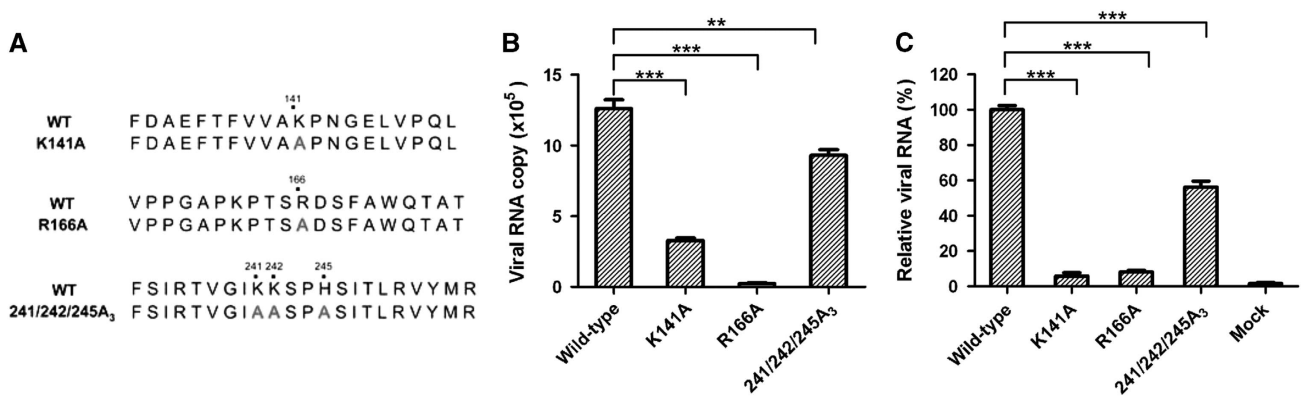 A
141
WT FDAEFTFVVAKPNGELVPQL
K141A FDAEFTFVVAAPNGELVPQL
166
WT VPPGAPKPTSRDSFAWQTAT
R166A VPPGAPKPTSADSFAWQTAT
241 242 245
WT FSIRTVGIKKSPHSITLRVYMR
241/242/245A3 FSIRTVGIAASPASITLRVYMR
B
**
***
***
Viral RNA copy (x10^5)
15
10
5
0
Wild-type
K141A
R166A
241/242/245A3
C
***
***
***
Relative viral RNA (%)
120
100
80
60
40
20
0
Wild-type
K141A
R166A
241/242/245A3
Mock